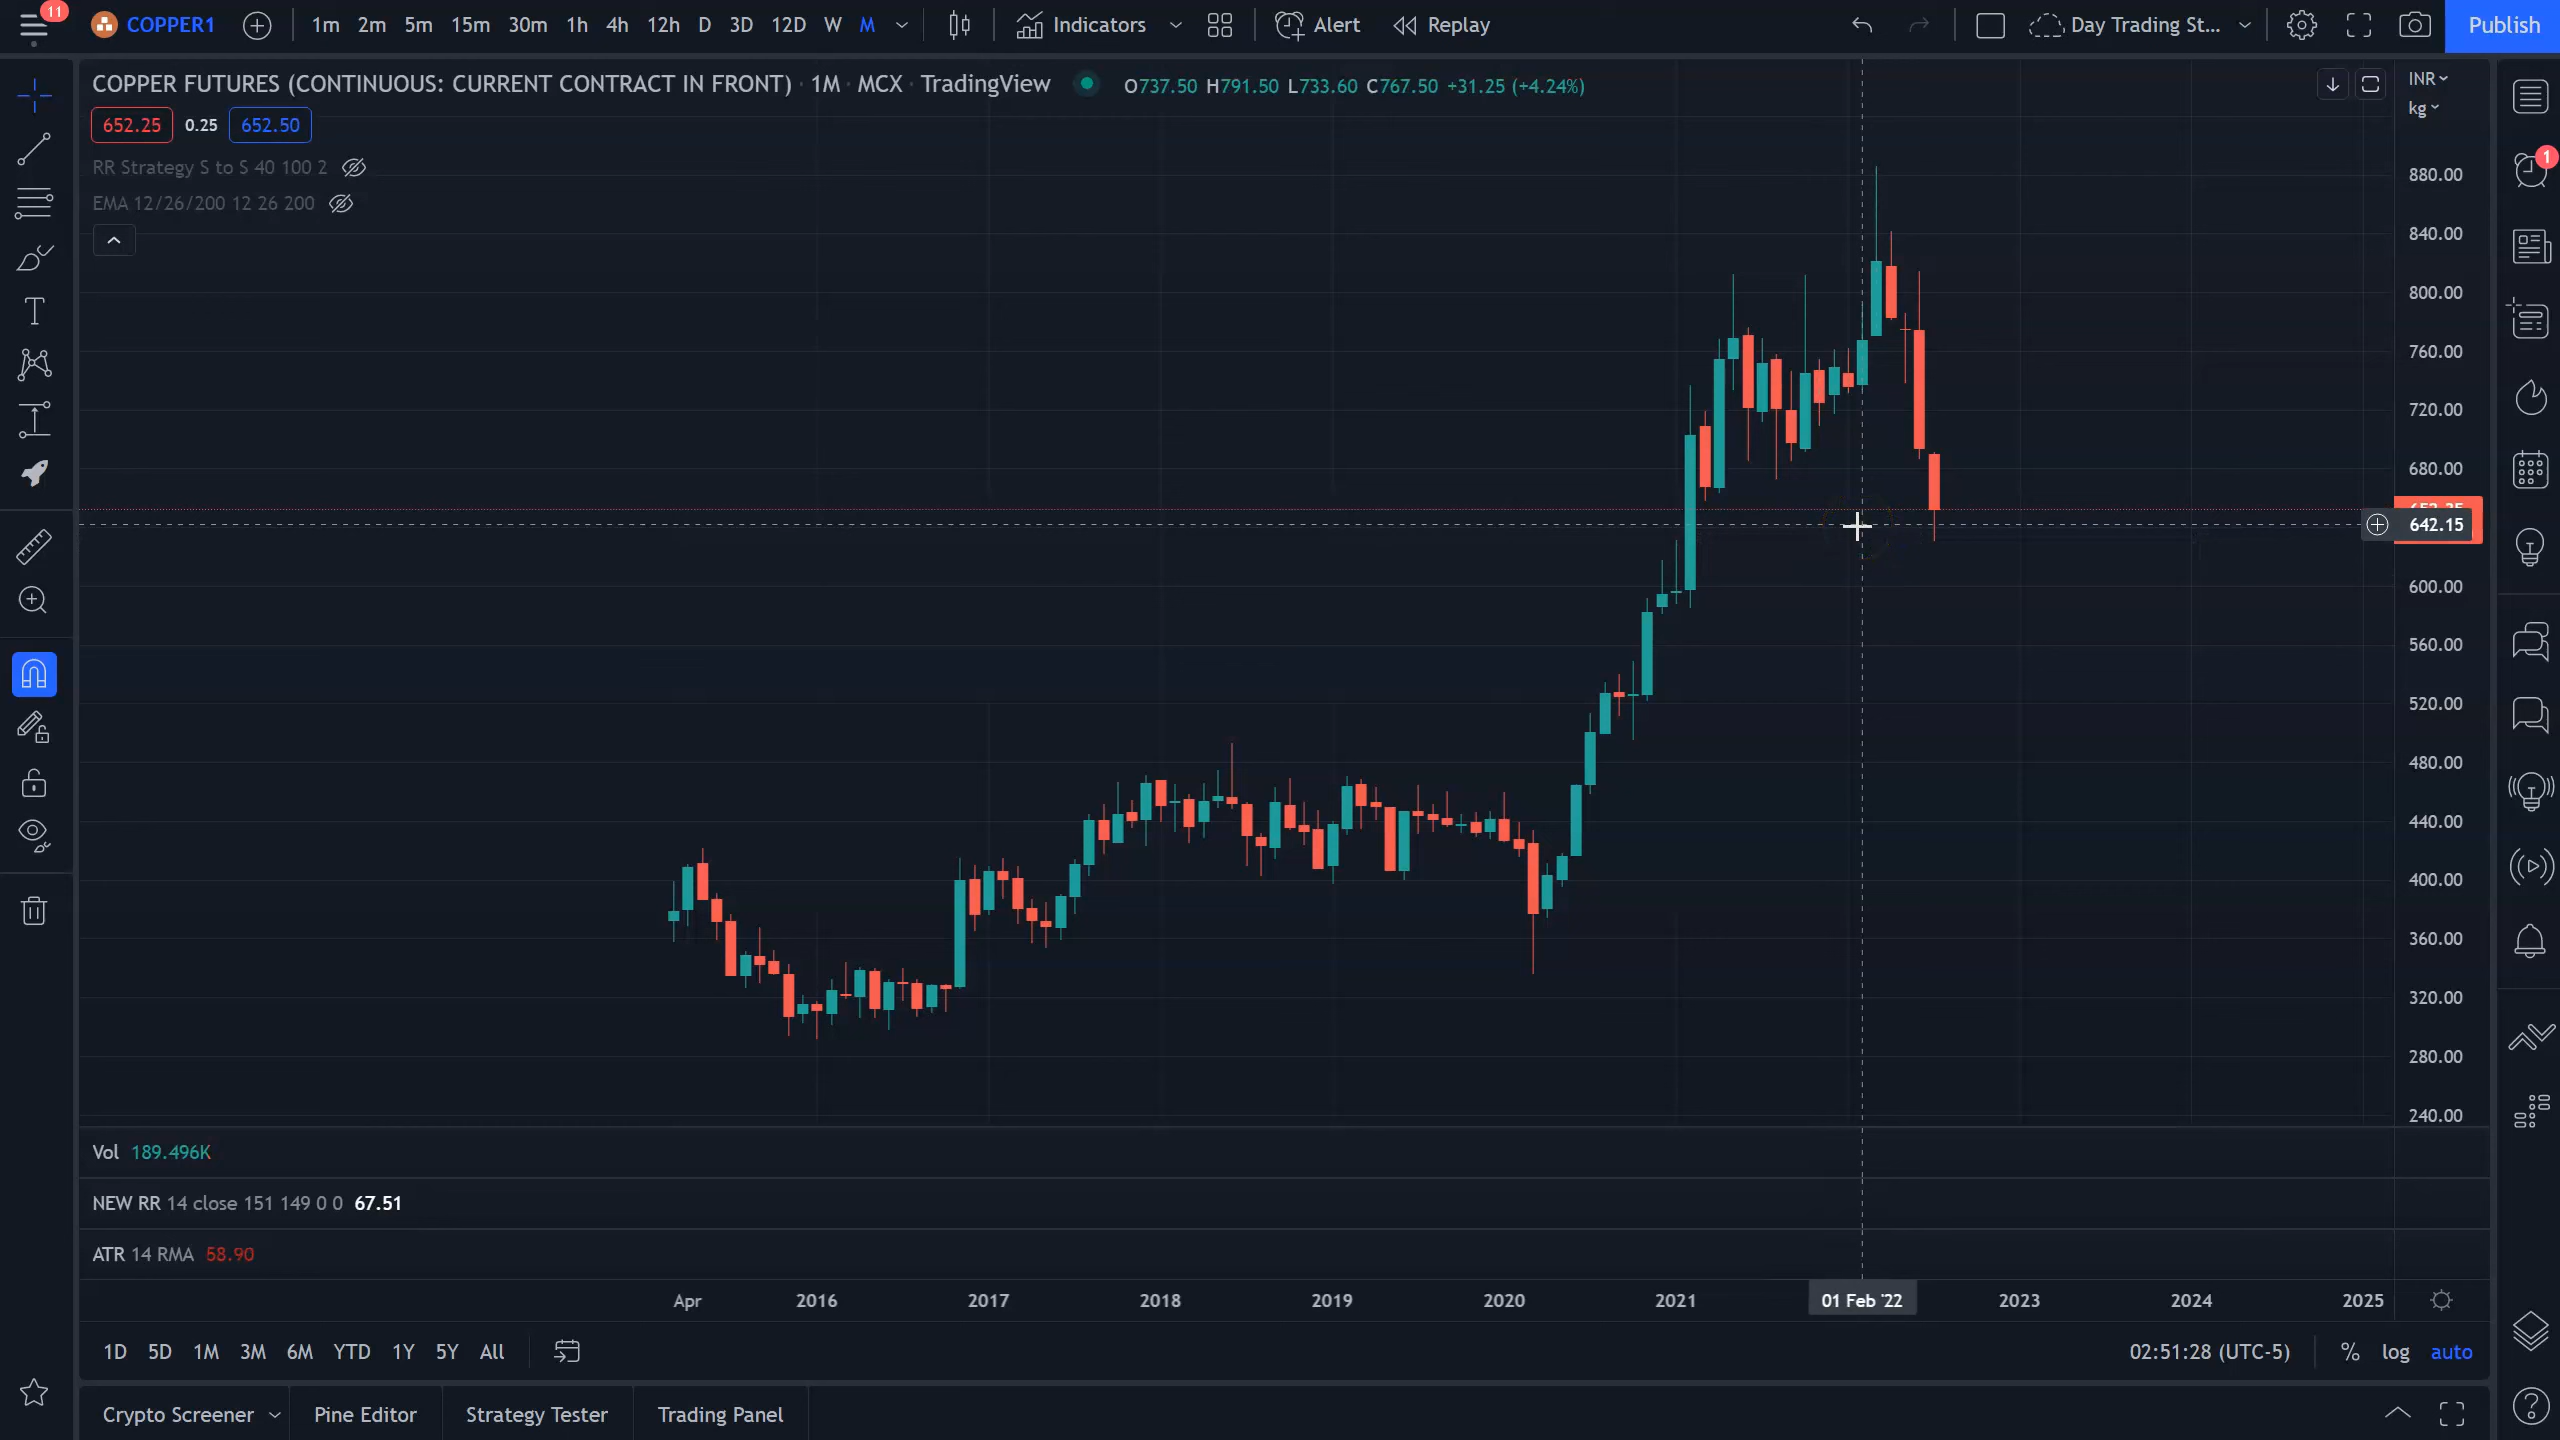 11
COPPER1 1m 2m 5m 15m 30m 1h 4h 12h D 3D 12D W M Indicators Alert Replay Day Trading St... Publish
COPPER FUTURES (CONTINUOUS: CURRENT CONTRACT IN FRONT) · 1M · MCX · TradingView O737.50 H791.50 L733.60 C767.50 +31.25 (+4.24%)
INR
kg
652.25 0.25 652.50
RR Strategy S to S 40 100 2
EMA 12/26/200 12 26 200
1
880.00
840.00
800.00
760.00
720.00
680.00
642.15
600.00
560.00
520.00
480.00
440.00
400.00
360.00
320.00
280.00
240.00
Vol 189.496K
NEW RR 14 close 151 149 0 0 67.51
ATR 14 RMA 58.90
Apr 2016 2017 2018 2019 2020 2021 01 Feb '22 2023 2024 2025
1D 5D 1M 3M 6M YTD 1Y 5Y All 02:51:28 (UTC-5) % log auto
Crypto Screener Pine Editor Strategy Tester Trading Panel